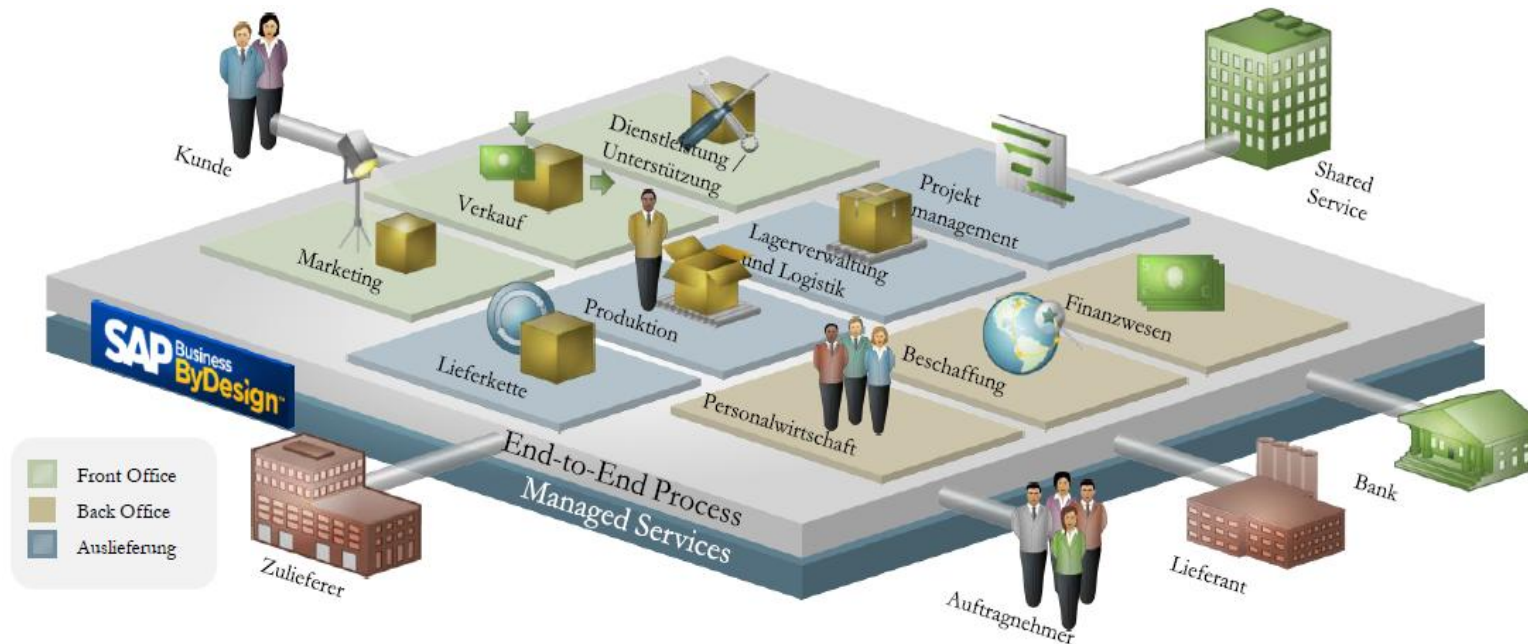 Kunde
Dienstleistung /
Unterstützung
Verkauf
Marketing
Projekt
management
Lagerverwaltung
und Logistik
Produktion
Lieferkette
Finanzwesen
Beschaffung
Personalwirtschaft
Shared
Service
SAP Business
ByDesign™
End-to-End Process
Managed Services
Front Office
Back Office
Auslieferung
Zulieferer
Auftragnehmer
Lieferant
Bank